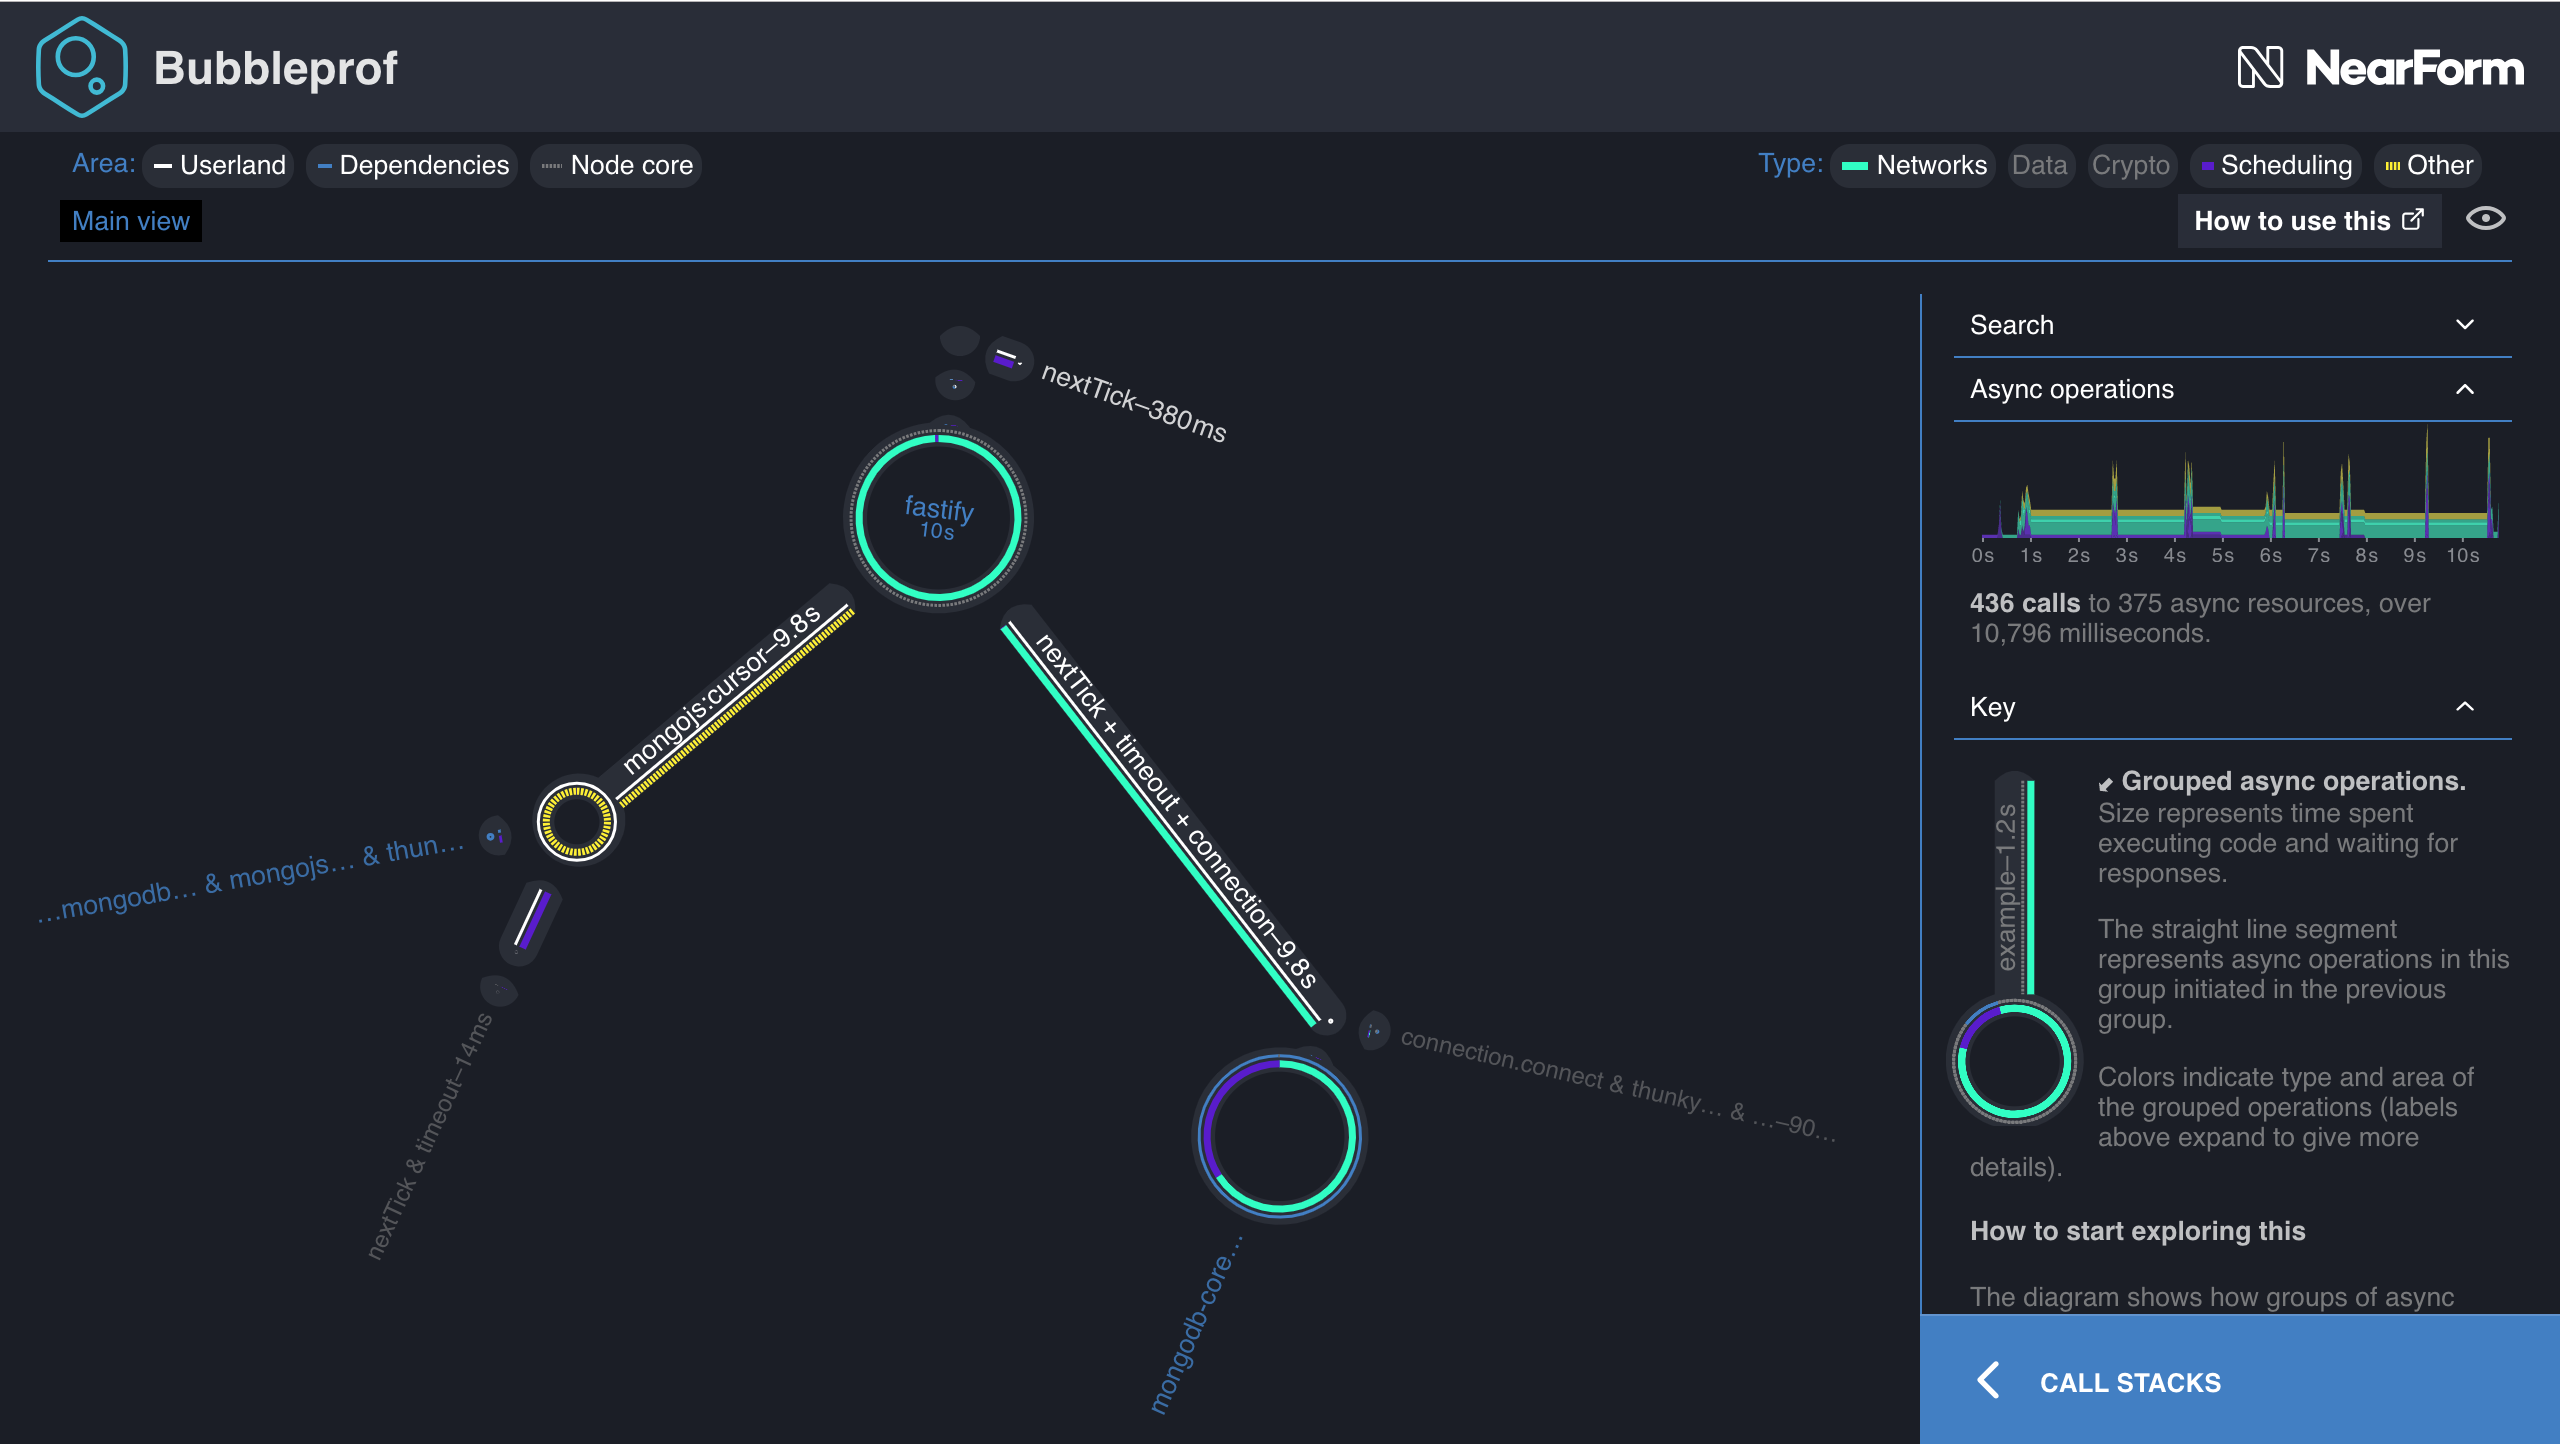 Bubbleprof
NearForm
Area: Userland Dependencies Node core
Type: Networks Data Crypto Scheduling Other
Main view
How to use this
nextTick–380ms
fastify
10s
mongojs:cursor–9.8s
nextTick + timeout + connection–9.8s
…mongodb… & mongojs… & thun…
nextTick & timeout–14ms
connection.connect & thunky… & …–90…
mongodb-core…
Search
Async operations
0s 1s 2s 3s 4s 5s 6s 7s 8s 9s 10s
436 calls to 375 async resources, over
10,796 milliseconds.
Key
example–1.2s
Grouped async operations.
Size represents time spent
executing code and waiting for
responses.
The straight line segment
represents async operations in this
group initiated in the previous
group.
Colors indicate type and area of
the grouped operations (labels
above expand to give more
details).
How to start exploring this
The diagram shows how groups of async
CALL STACKS